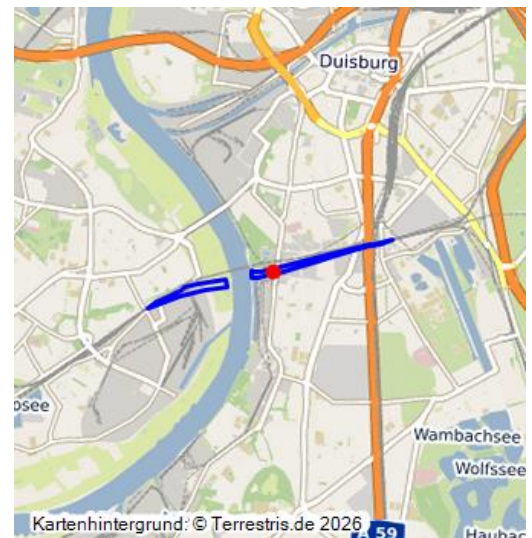 Duisburg
Wambachsee
Wolfssee
Haubac
osee
A 59
Kartenhintergrund: © Terrestris.de 2026